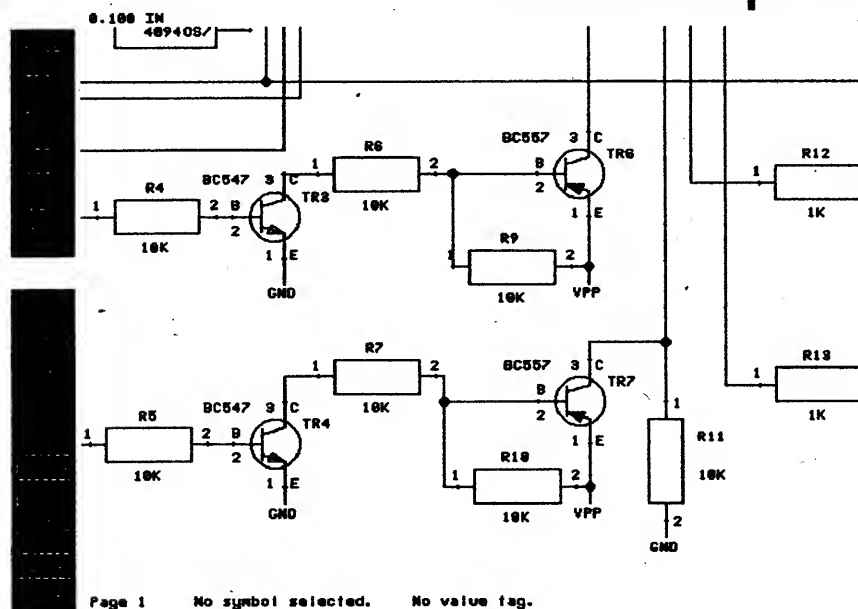 0.100 IN
4094OS/
R6
BC557
3 C
TR6
R12
1
2
B
2
1
R4
BC547
3 C
TR3
10K
1K
1
2 B
2
10K
1 E
GND
1 E
R9
1
2
10K
VPP
R7
BC557
3 C
TR7
R13
1
2
B
2
1
10K
1K
R5
BC547
3 C
TR4
1
2 B
2
10K
1 E
GND
1 E
R10
1
2
10K
VPP
1
R11
10K
2
GND
Page 1 No symbol selected. No value tag.